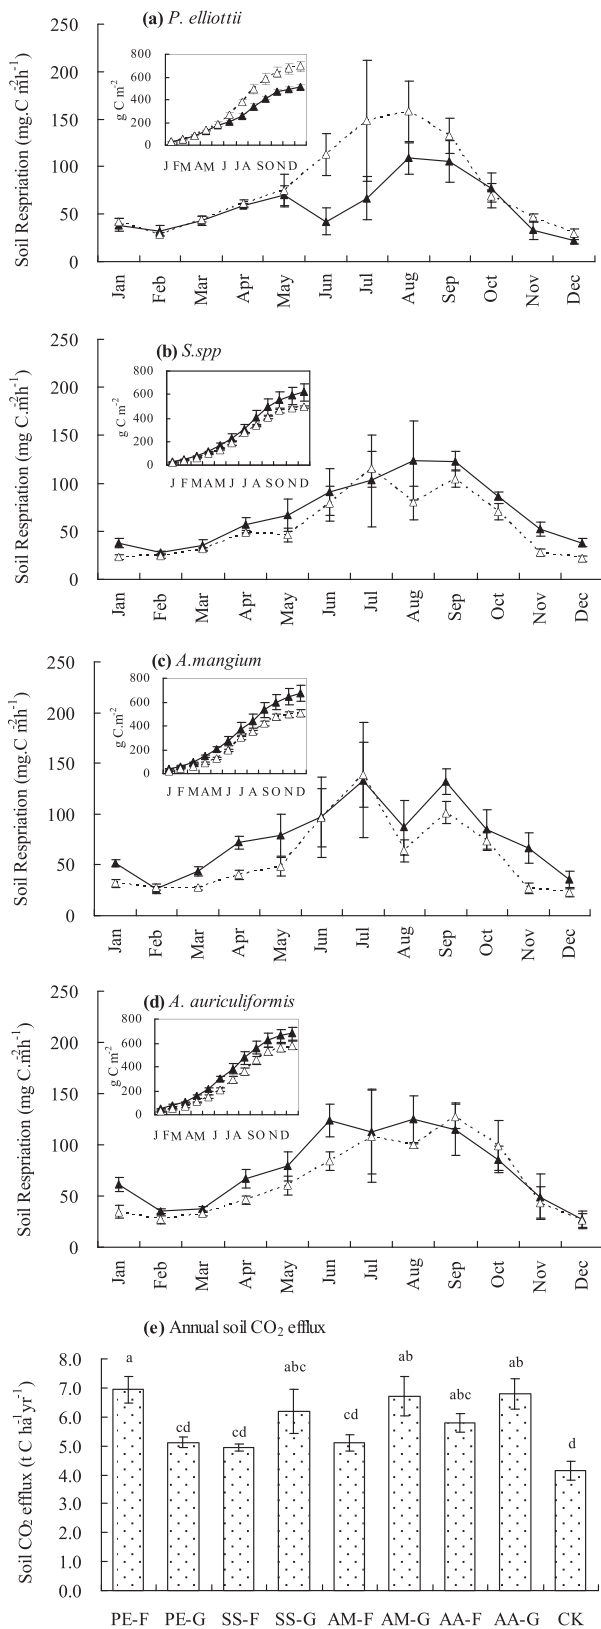 (a) P. elliottii
Soil Respriation (mg.C m⁻²h⁻¹)
250
200
150
100
50
0
g C m⁻²
800
600
400
200
0
J F M A M J J A S O N D
Jan Feb Mar Apr May Jun Jul Aug Sep Oct Nov Dec
(b) S.spp
Soil Respriation (mg C.m⁻²h⁻¹)
250
200
150
100
50
0
g C m⁻²
800
600
400
200
0
J F M A M J J A S O N D
Jan Feb Mar Apr May Jun Jul Aug Sep Oct Nov Dec
(c) A.mangium
Soil Respriation (mg.C m⁻²h⁻¹)
250
200
150
100
50
0
g C.m⁻²
800
600
400
200
0
J F M A M J J A S O N D
Jan Feb Mar Apr May Jun Jul Aug Sep Oct Nov Dec
(d) A. auriculiformis
Soil Respriation (mg C.m⁻²h⁻¹)
250
200
150
100
50
0
g C m⁻²
800
600
400
200
0
J F M A M J J A S O N D
Jan Feb Mar Apr May Jun Jul Aug Sep Oct Nov Dec
(e) Annual soil CO₂ efflux
Soil CO₂ efflux (t C ha⁻¹yr⁻¹)
8.0
7.0
6.0
5.0
4.0
3.0
2.0
1.0
0.0
a cd cd abc cd ab abc ab d
PE-F PE-G SS-F SS-G AM-F AM-G AA-F AA-G CK